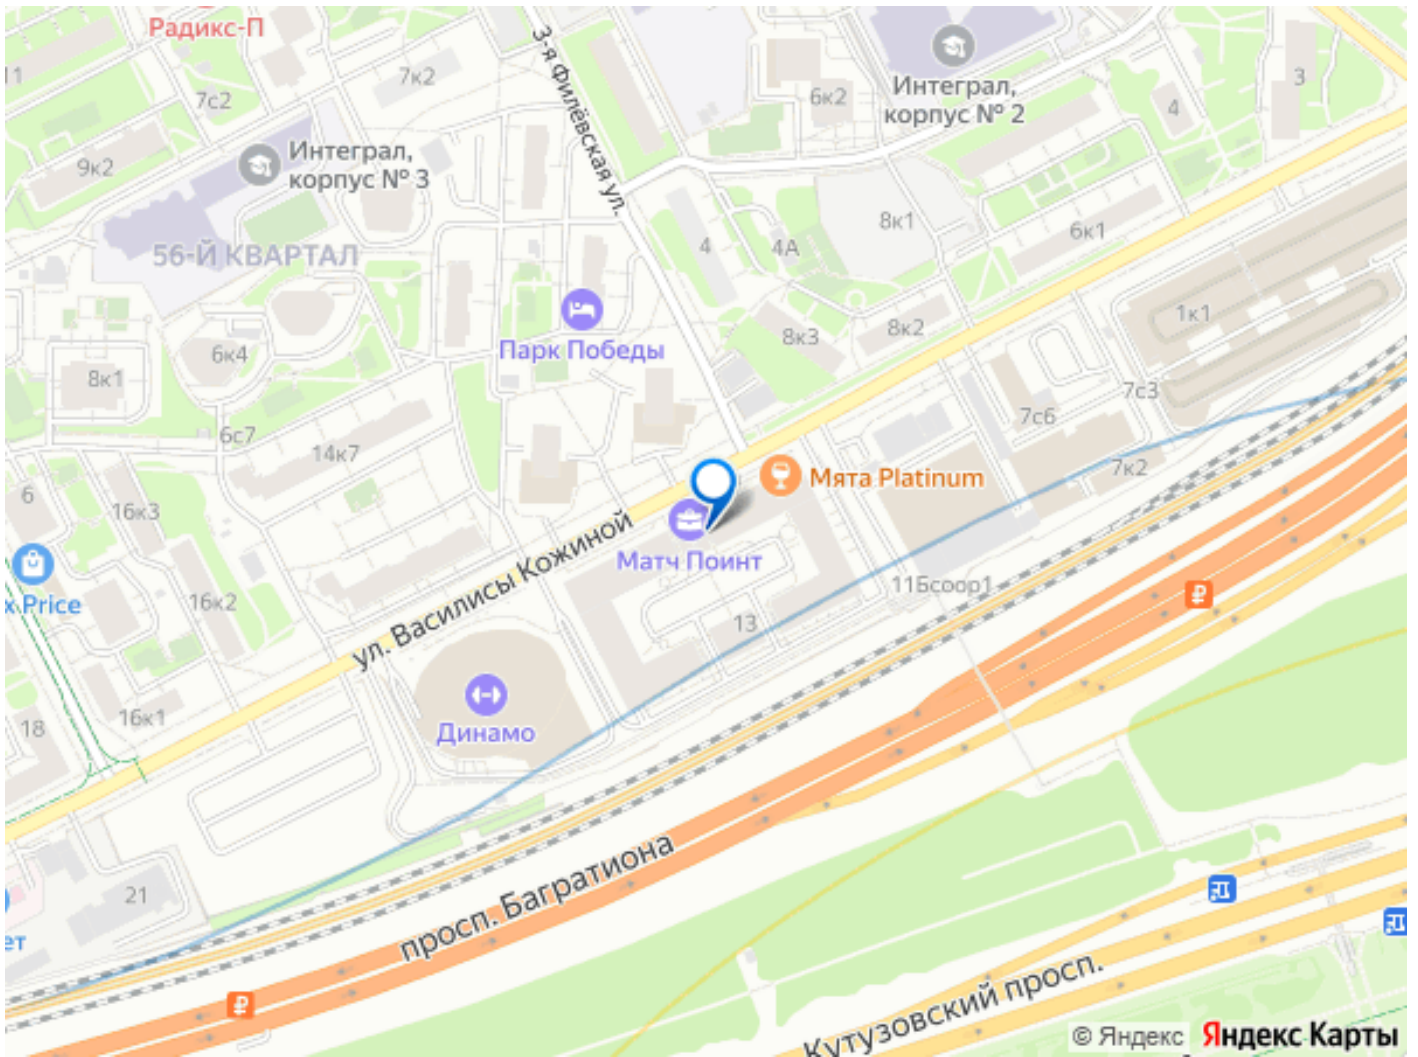 Радикс-П
11
7к2
7с2
3-я Филёвская ул.
6к2
Интеграл,
корпус № 2
3
4
9к2
Интеграл,
корпус № 3
56-Й КВАРТАЛ
4
4А
8к1
6к1
1к1
Парк Победы
8к3
8к2
6к4
8к1
7с3
7с6
6с7
14к7
7к2
Мята Platinum
6
16к3
Матч Поинт
ул. Василисы Кожиной
11Бсоор1
x Price
16к2
13
16к1
18
Динамо
21
просп. Багратиона
ет
Кутузовский просп.
© Яндекс Яндекс Карты